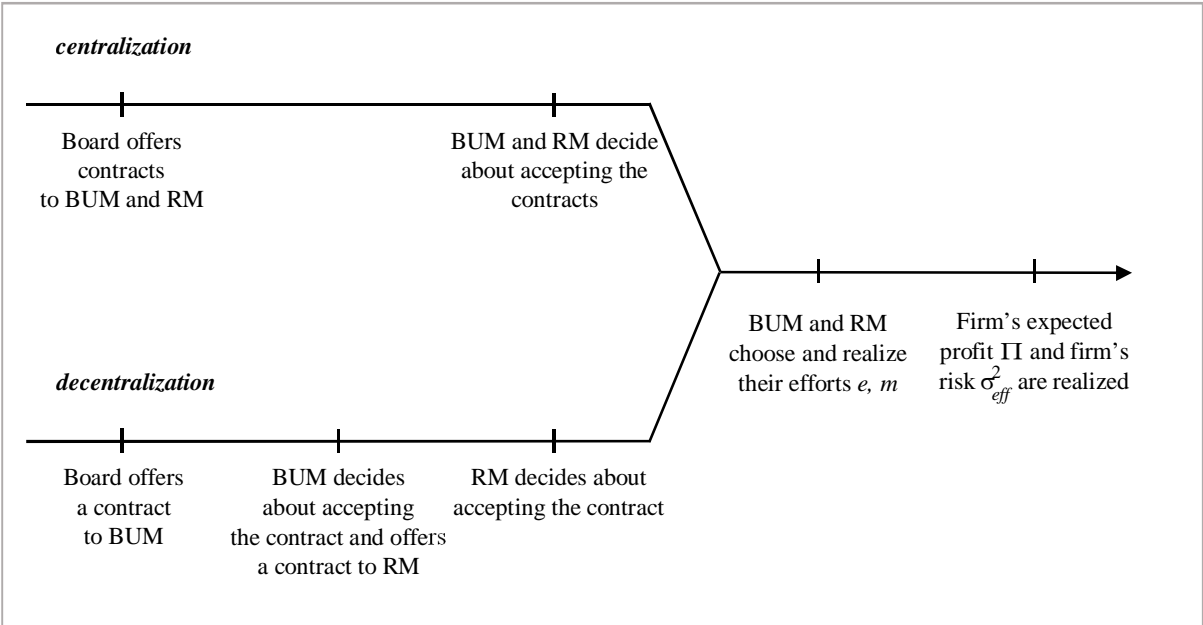 centralization
Board offers
contracts
to BUM and RM
BUM and RM decide
about accepting the
contracts
BUM and RM
choose and realize
their efforts e, m
Firm's expected
profit Π and firm's
risk σ²eff are realized
decentralization
Board offers
a contract
to BUM
BUM decides
about accepting
the contract and offers
a contract to RM
RM decides about
accepting the contract